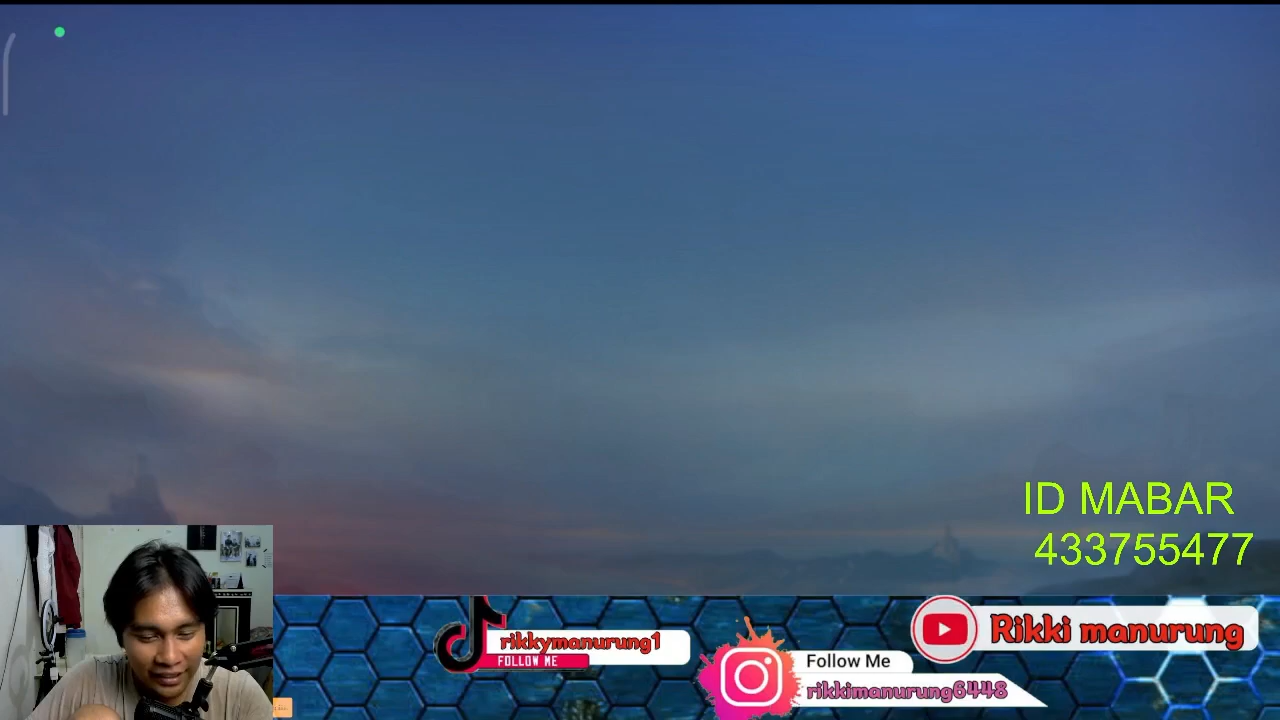 ID MABAR
433755477
rikkymanurung1
FOLLOW ME
Follow Me
rikkimanurung6448
Rikki manurung